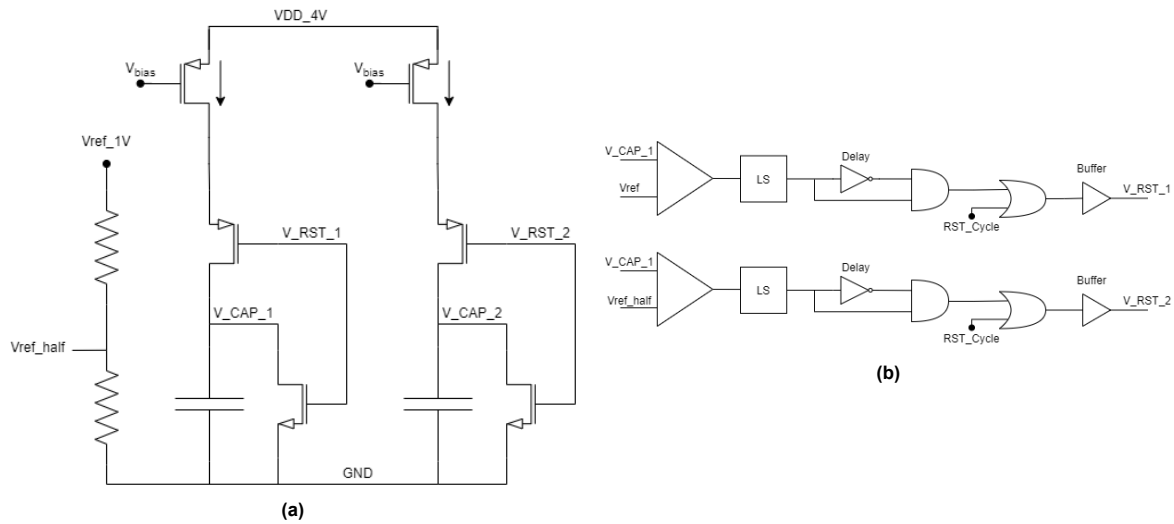 VDD_4V
Vbias
Vbias
Vref_1V
V_RST_1
V_RST_2
V_CAP_1
V_CAP_2
Vref_half
GND
(a)
V_CAP_1
Vref
LS
Delay
RST_Cycle
Buffer
V_RST_1
V_CAP_1
Vref_half
LS
Delay
RST_Cycle
Buffer
V_RST_2
(b)